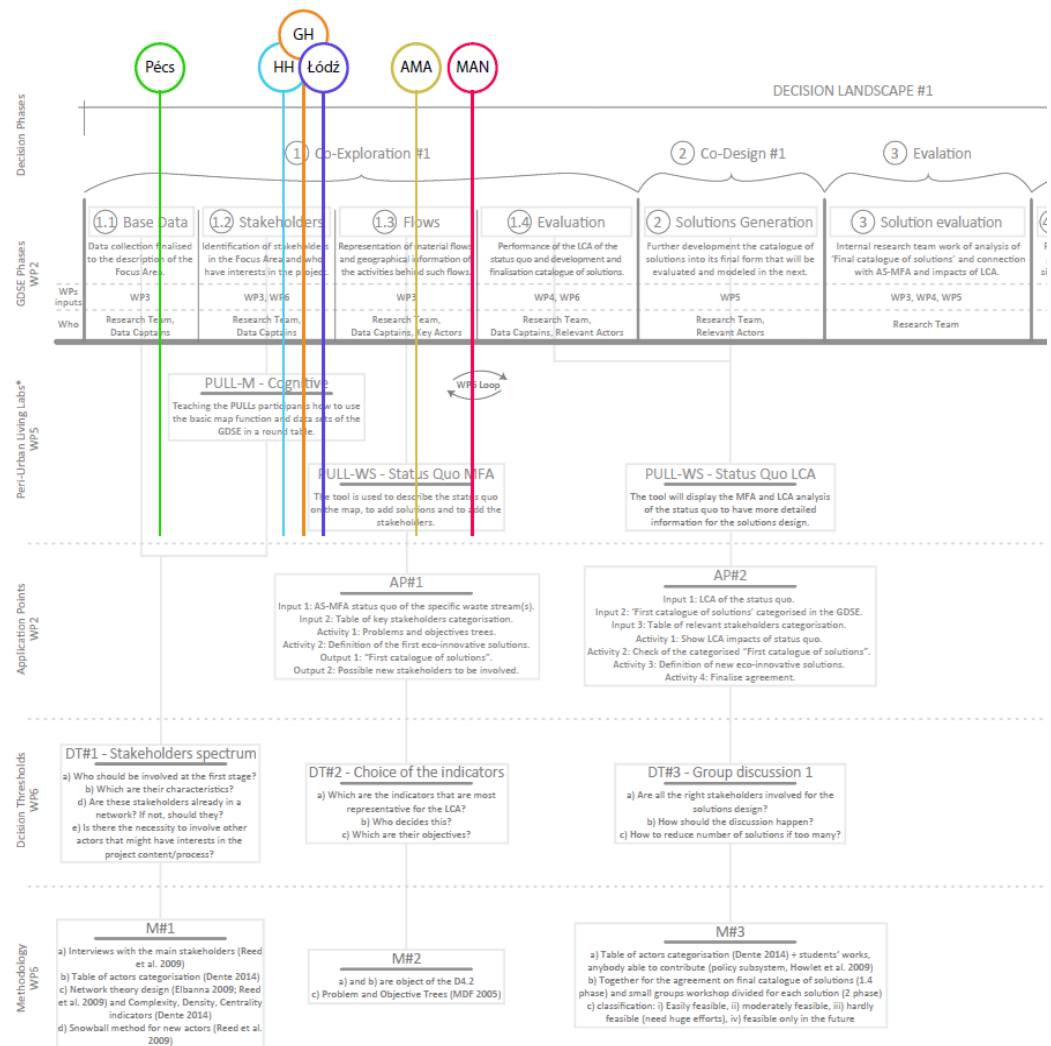 GH
Pécs
HH
Łódź
AMA
MAN
DECISION LANDSCAPE #1
Decision Phases
1 Co-Exploration #1
2 Co-Design #1
3 Evalation
GDSE Phases
WP2
1.1 Base Data
Data collection finalised
to the description of the
Focus Area.
1.2 Stakeholders
Identification of stakeholders
in the Focus Area and who
have interests in the project.
1.3 Flows
Representation of material flows
and geographical information of
the activities behind such flows.
1.4 Evaluation
Performance of the LCA of the
status quo and development and
finalisation catalogue of solutions.
2 Solutions Generation
Further development the catalogue of
solutions into its final form that will be
evaluated and modeled in the next.
3 Solution evaluation
Internal research team work of analysis of
'Final catalogue of solutions' and connection
with AS-MFA and impacts of LCA.
4
WPs
inputs
WP3
WP3, WP6
WP3
WP4, WP6
WP5
WP3, WP4, WP5
Who
Research Team,
Data Captains
Research Team,
Data Captains
Research Team,
Data Captains, Key Actors
Research Team,
Data Captains, Relevant Actors
Research Team,
Relevant Actors
Research Team
Peri-Urban Living Labs*
WP5
PULL-M - Cognitive
Teaching the PULLs participants how to use
the basic map function and data sets of the
GDSE in a round table.
Loop
PULL-WS - Status Quo MFA
The tool is used to describe the status quo
on the map, to add solutions and to add the
stakeholders.
PULL-WS - Status Quo LCA
The tool will display the MFA and LCA analysis
of the status quo to have more detailed
information for the solutions design.
Application Points
WP2
AP#1
Input 1: AS-MFA status quo of the specific waste stream(s).
Input 2: Table of key stakeholders categorisation.
Activity 1: Problems and objectives trees.
Activity 2: Definition of the first eco-innovative solutions.
Output 1: "First catalogue of solutions".
Output 2: Possible new stakeholders to be involved.
AP#2
Input 1: LCA of the status quo.
Input 2: 'First catalogue of solutions' categorised in the GDSE.
Input 3: Table of relevant stakeholders categorisation.
Activity 1: Show LCA impacts of status quo.
Activity 2: Check of the categorised "First catalogue of solutions".
Activity 3: Definition of new eco-innovative solutions.
Activity 4: Finalise agreement.
Dcision Thresholds
WP6
DT#1 - Stakeholders spectrum
a) Who should be involved at the first stage?
b) Which are their characteristics?
d) Are these stakeholders already in a
network? If not, should they?
e) Is there the necessity to involve other
actors that might have interests in the
project content/process?
DT#2 - Choice of the indicators
a) Which are the indicators that are most
representative for the LCA?
b) Who decides this?
c) Which are their objectives?
DT#3 - Group discussion 1
a) Are all the right stakeholders involved for the
solutions design?
b) How should the discussion happen?
c) How to reduce number of solutions if too many?
Methodology
WP6
M#1
a) Interviews with the main stakeholders (Reed
et al. 2009)
b) Table of actors categorisation (Dente 2014)
c) Network theory design (Elbanna 2009; Reed
et al. 2009) and Complexity, Density, Centrality
indicators (Dente 2014)
d) Snowball method for new actors (Reed et al.
2009)
M#2
a) and b) are object of the D4.2
c) Problem and Objective Trees (MDF 2005)
M#3
a) Table of actors categorisation (Dente 2014) + students' works,
anybody able to contribute (policy subsystem, Howlet et al. 2009)
b) Together for the agreement on final catalogue of solutions (1.4
phase) and small groups workshop divided for each solution (2 phase)
c) classification: i) Easily feasible, ii) moderately feasible, iii) hardly
feasible (need huge efforts), iv) feasible only in the future